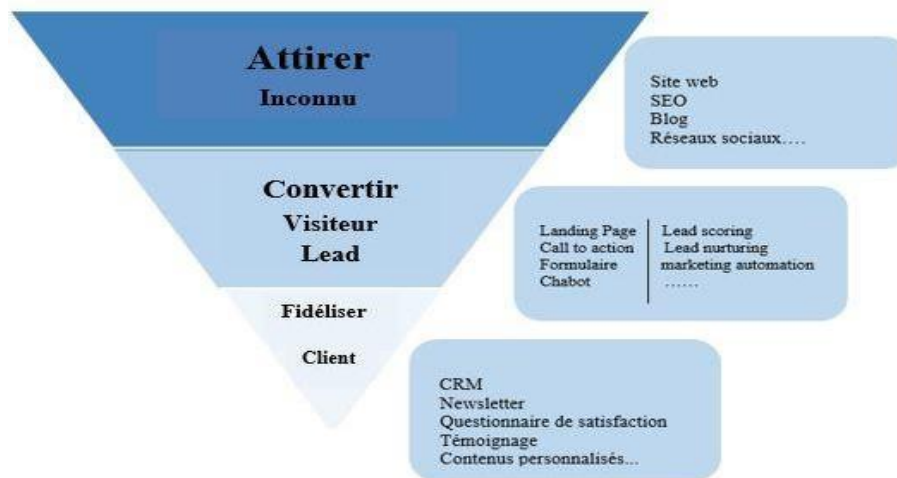 Attirer
Inconnu
Site web
SEO
Blog
Réseaux sociaux….
Convertir
Visiteur
Lead
Landing Page
Call to action
Formulaire
Chabot
Lead scoring
Lead nurturing
marketing automation
……
Fidéliser
Client
CRM
Newsletter
Questionnaire de satisfaction
Témoignage
Contenus personnalisés...